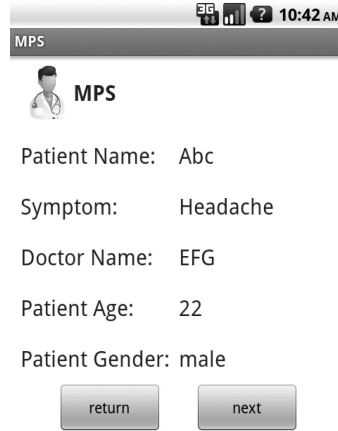 3G ? 10:42 AM
MPS
MPS
Patient Name: Abc
Symptom: Headache
Doctor Name: EFG
Patient Age: 22
Patient Gender: male
return next